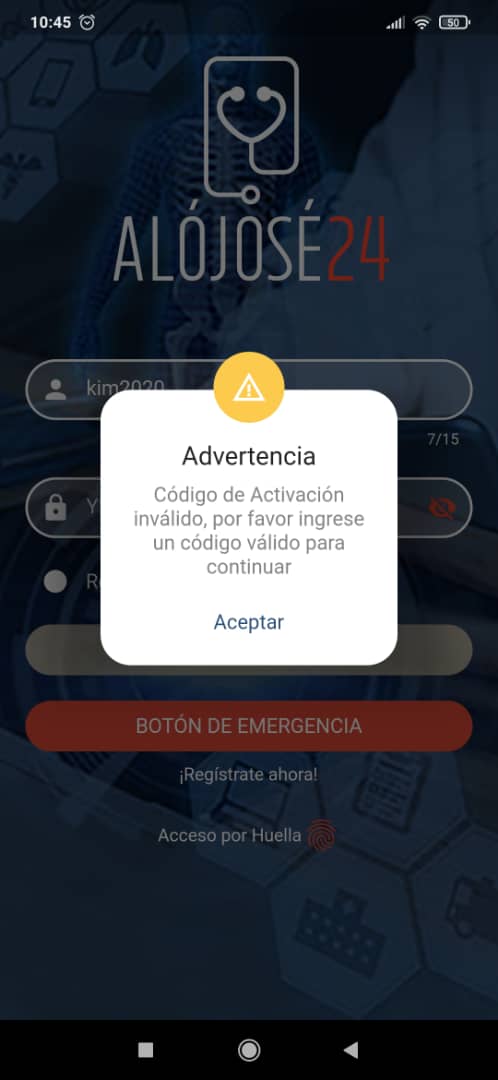 10:45
50
ALÓJOSÉ24
kim2020
7/15
Advertencia
Código de Activación
inválido, por favor ingrese
un código válido para
continuar
Aceptar
BOTÓN DE EMERGENCIA
¡Regístrate ahora!
Acceso por Huella